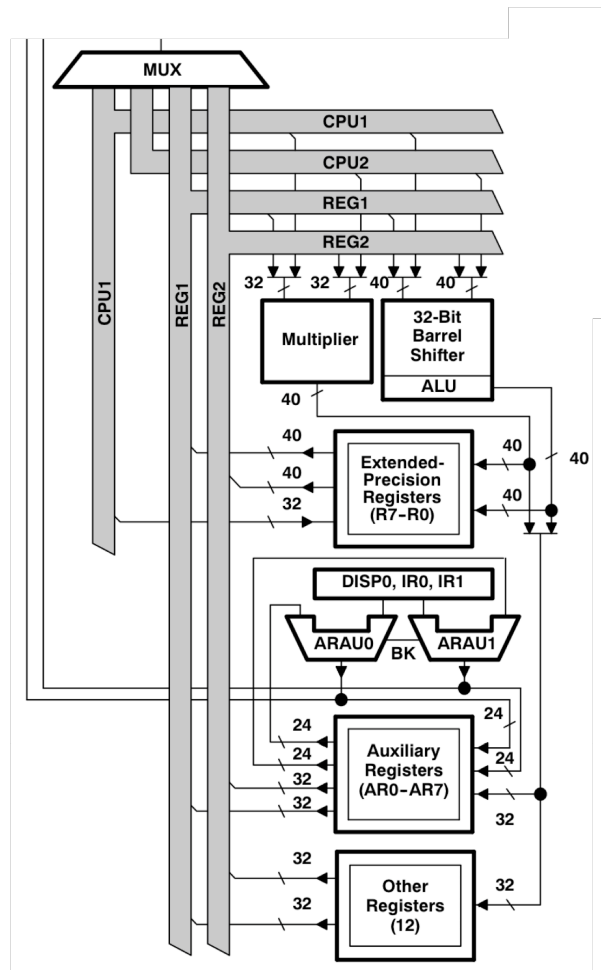 MUX
CPU1
CPU2
REG1
REG2
CPU1
REG1
REG2
32
32
40
40
Multiplier
32-Bit
Barrel
Shifter
ALU
40
40
40
40
32
Extended-
Precision
Registers
(R7–R0)
40
40
40
DISP0, IR0, IR1
ARAU0
BK
ARAU1
24
24
32
32
Auxiliary
Registers
(AR0–AR7)
24
24
32
32
32
Other
Registers
(12)
32